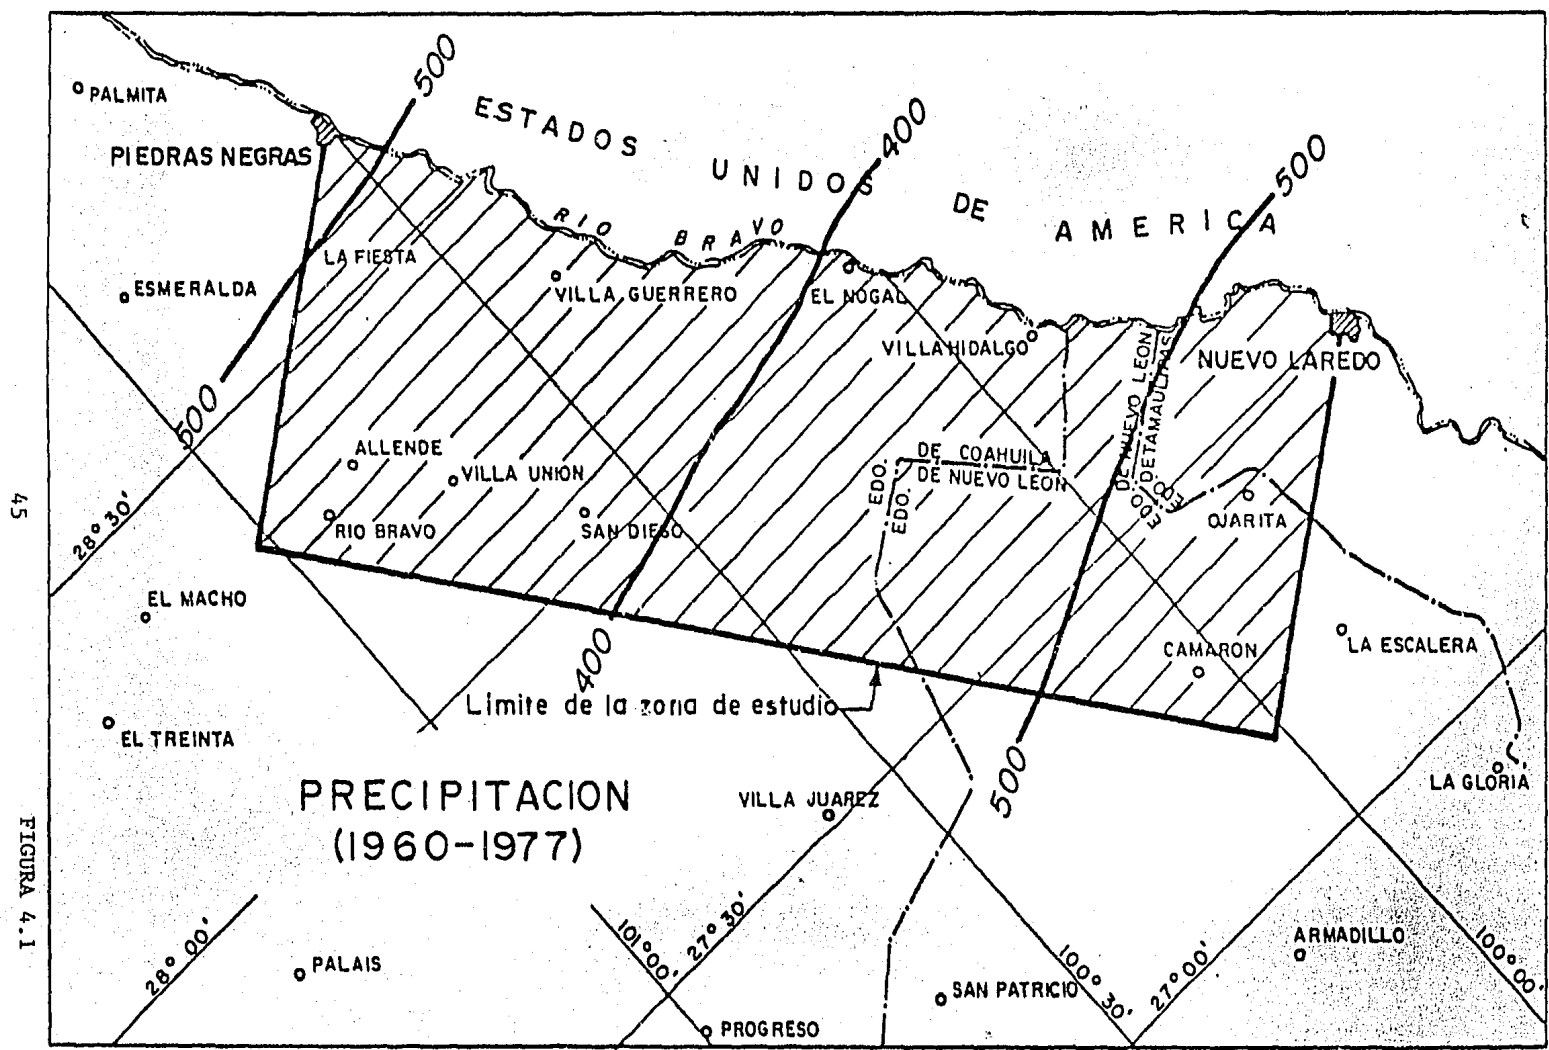 500
ESTADOS UNIDOS DE AMERICA
400
500
PALMITA
PIEDRAS NEGRAS
RIO BRAVO
LA FIESTA
ESMERALDA
VILLA GUERRERO
EL NOGAL
VILLA HIDALGO
NUEVO LAREDO
EDO. DE NUEVO LEON
EDO. DE TAMAULIPAS
500
ALLENDE
VILLA UNION
EDO. DE COAHUILA
EDO. DE NUEVO LEON
OJARITA
RIO BRAVO
SAN DIEGO
28° 30'
EL MACHO
400
CAMARON
LA ESCALERA
Límite de la zona de estudio
EL TREINTA
500
LA GLORIA
PRECIPITACION
(1960-1977)
VILLA JUAREZ
28° 00'
PALAIS
101° 00'
27° 30'
PROGRESO
SAN PATRICIO
100° 30'
27° 00'
ARMADILLO
100° 00'
45
FIGURA 4.1